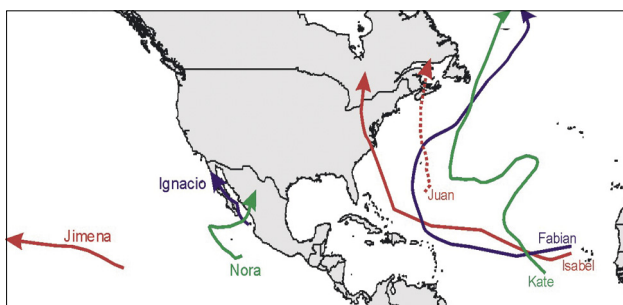 Ignacio
Juan
Jimena
Nora
Fabian
Isabel
Kate